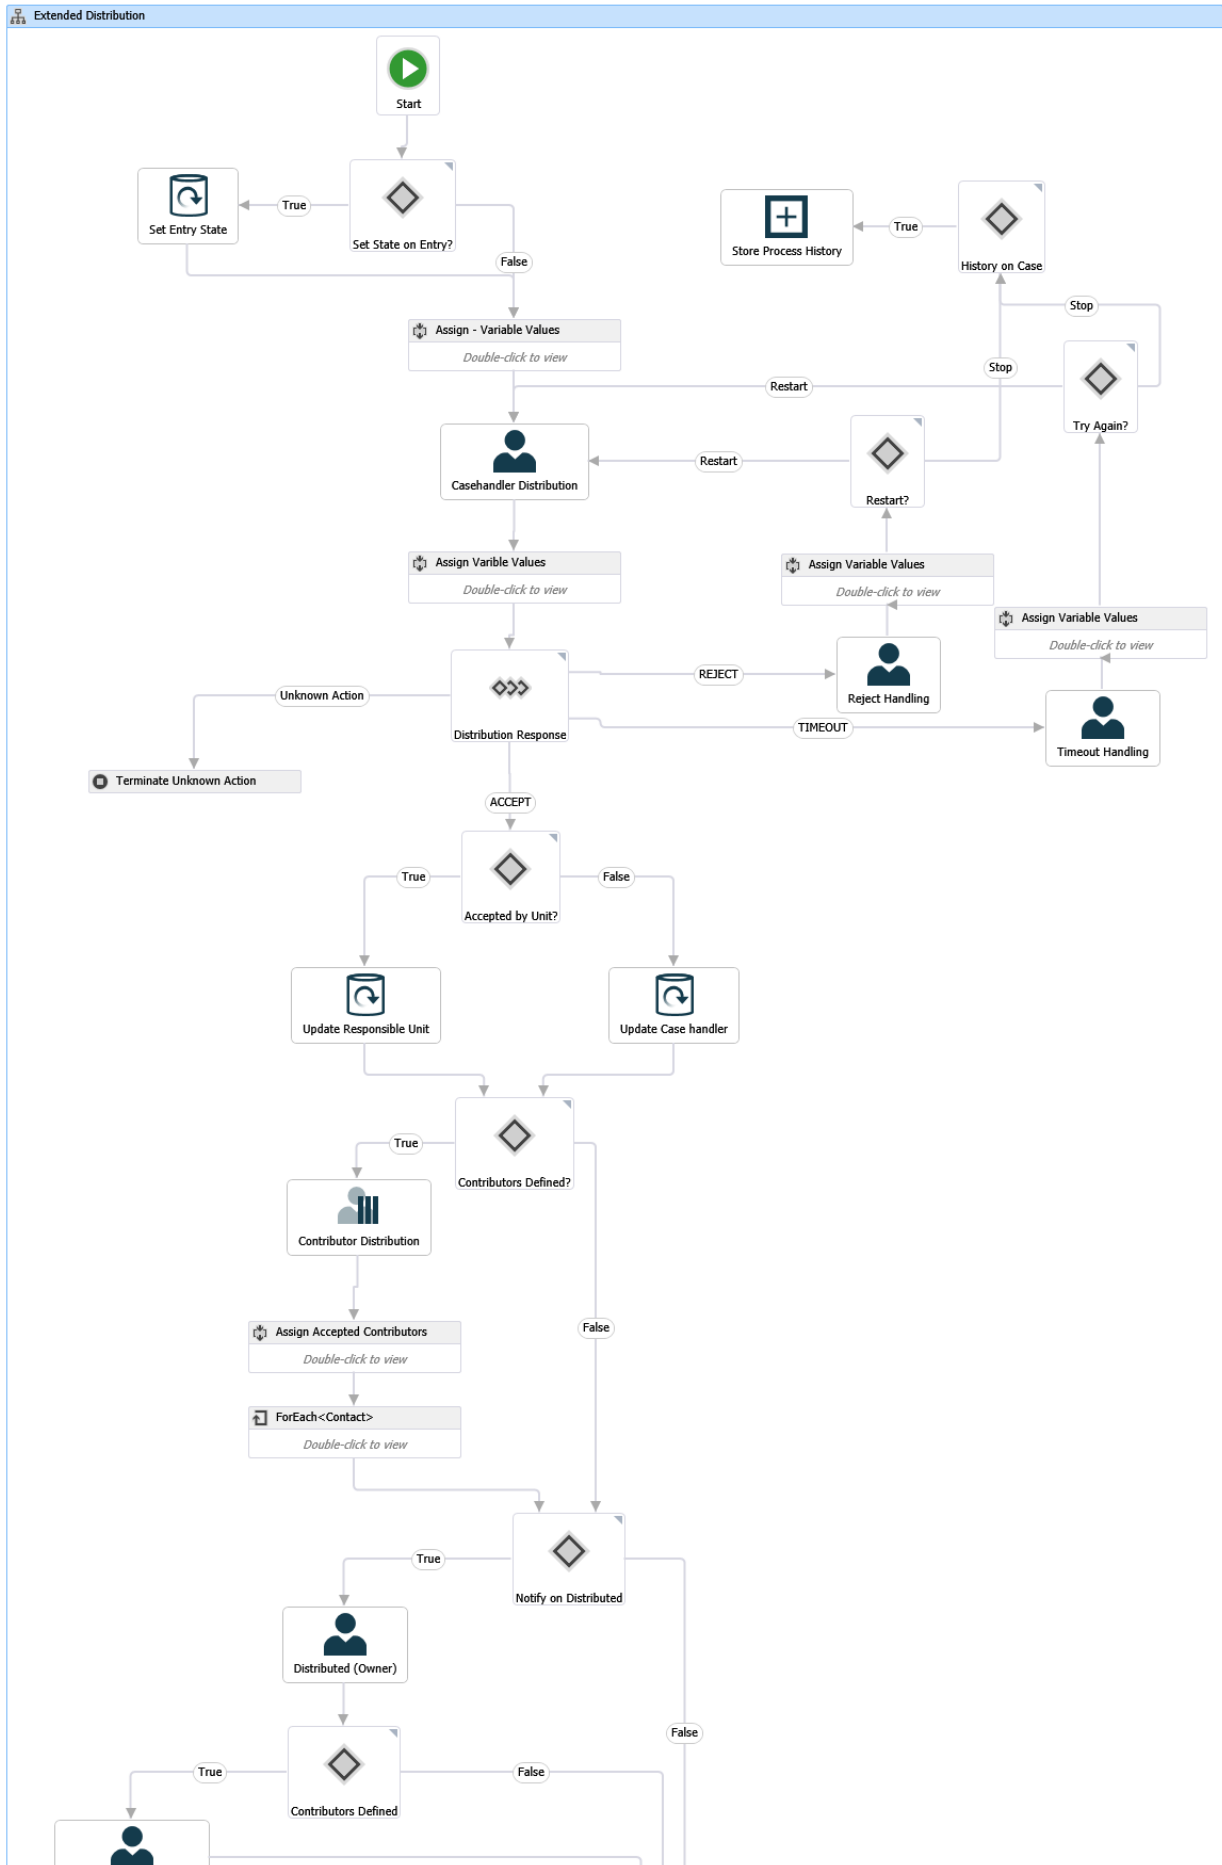 Extended Distribution
Start
True
Set Entry State
Set State on Entry?
False
Store Process History
True
History on Case
Stop
Assign - Variable Values
Double-click to view
Stop
Restart
Try Again?
Casehandler Distribution
Restart
Restart?
Assign Varible Values
Double-click to view
Assign Variable Values
Double-click to view
Assign Variable Values
Double-click to view
Unknown Action
Distribution Response
REJECT
Reject Handling
TIMEOUT
Timeout Handling
Terminate Unknown Action
ACCEPT
True
Accepted by Unit?
False
Update Responsible Unit
Update Case handler
True
Contributors Defined?
Contributor Distribution
False
Assign Accepted Contributors
Double-click to view
ForEach<Contact>
Double-click to view
True
Notify on Distributed
Distributed (Owner)
False
True
Contributors Defined
False